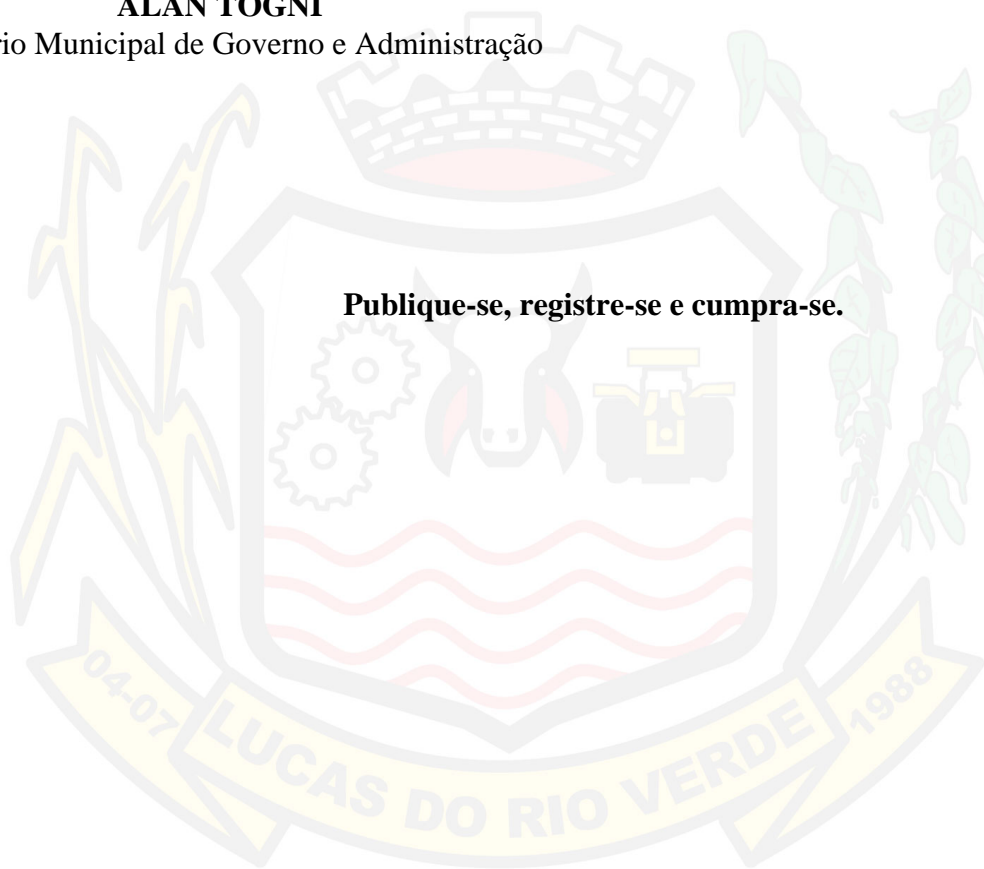 ALAN TOGNI
rio Municipal de Governo e Administração
Publique-se, registre-se e cumpra-se.
04-07 LUCAS DO RIO VERDE 1988